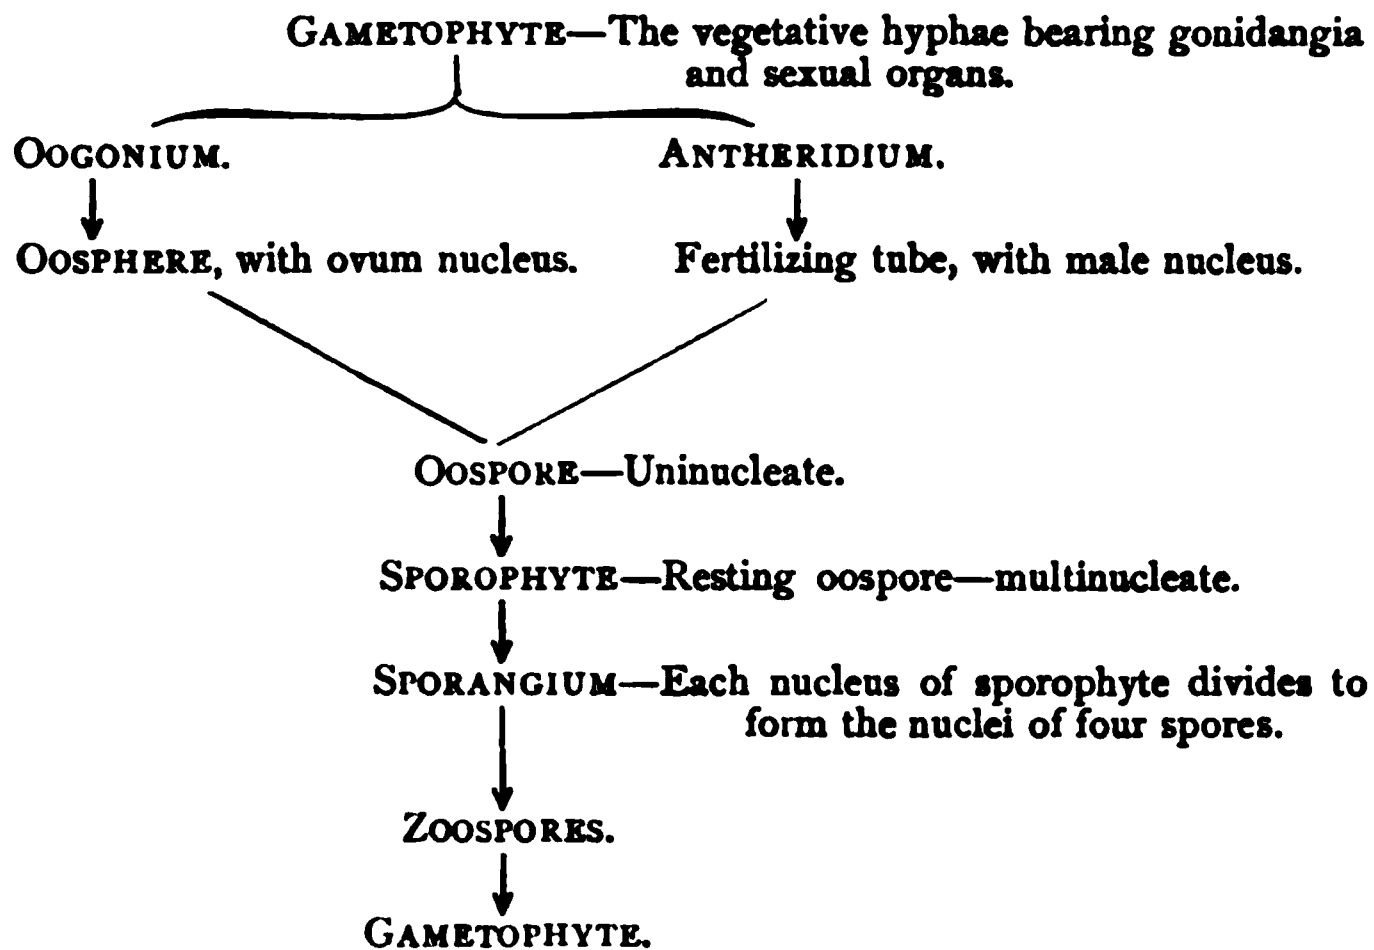 GAMETOPHYTE—The vegetative hyphae bearing gonidangia
and sexual organs.
OOGONIUM.
ANTHERIDIUM.
OOSPHERE, with ovum nucleus.
Fertilizing tube, with male nucleus.
OOSPORE—Uninucleate.
SPOROPHYTE—Resting oospore—multinucleate.
SPORANGIUM—Each nucleus of sporophyte divides to
form the nuclei of four spores.
ZOOSPORES.
GAMETOPHYTE.